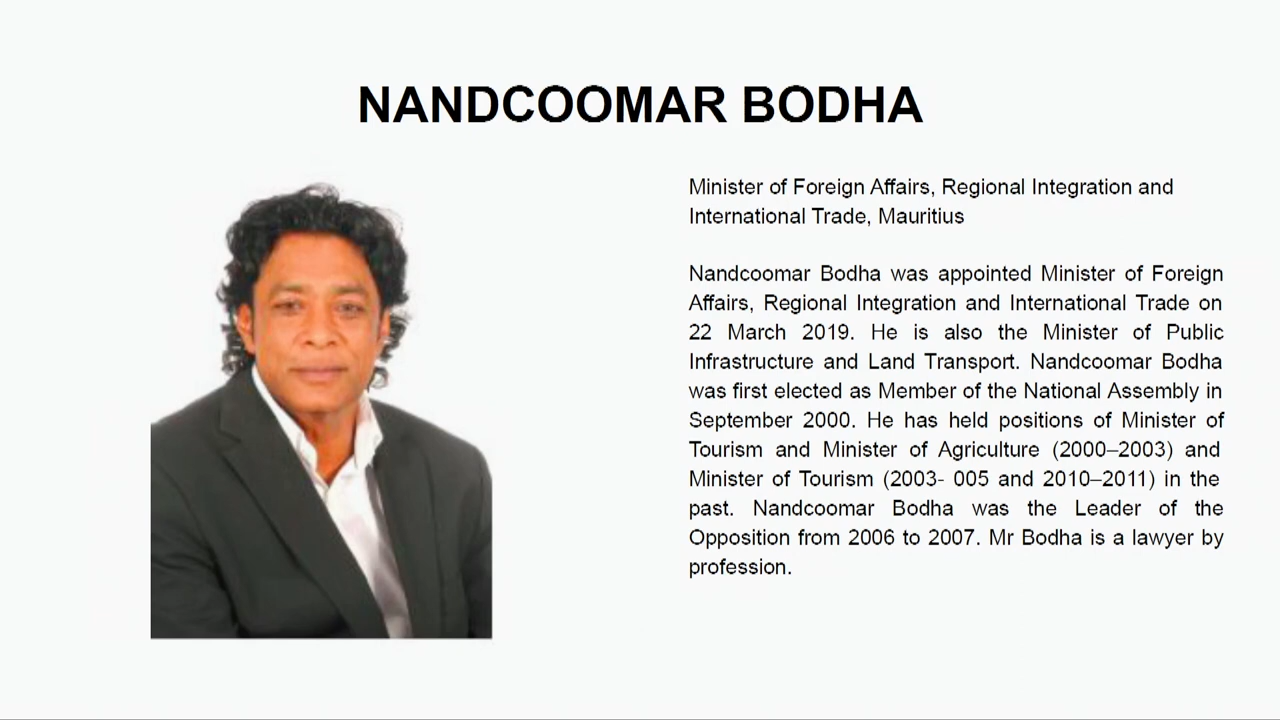 NANDCOOMAR BODHA
Minister of Foreign Affairs, Regional Integration and
International Trade, Mauritius
Nandcoomar Bodha was appointed Minister of Foreign
Affairs, Regional Integration and International Trade on
22 March 2019. He is also the Minister of Public
Infrastructure and Land Transport. Nandcoomar Bodha
was first elected as Member of the National Assembly in
September 2000. He has held positions of Minister of
Tourism and Minister of Agriculture (2000–2003) and
Minister of Tourism (2003- 005 and 2010–2011) in the
past. Nandcoomar Bodha was the Leader of the
Opposition from 2006 to 2007. Mr Bodha is a lawyer by
profession.